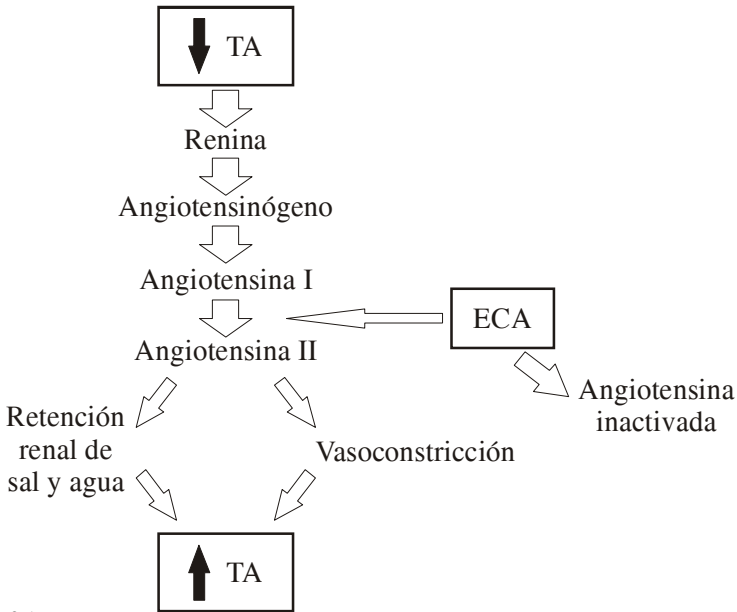 TA
Renina
Angiotensinógeno
Angiotensina I
ECA
Angiotensina II
Angiotensina
inactivada
Retención
renal de
sal y agua
Vasoconstricción
TA